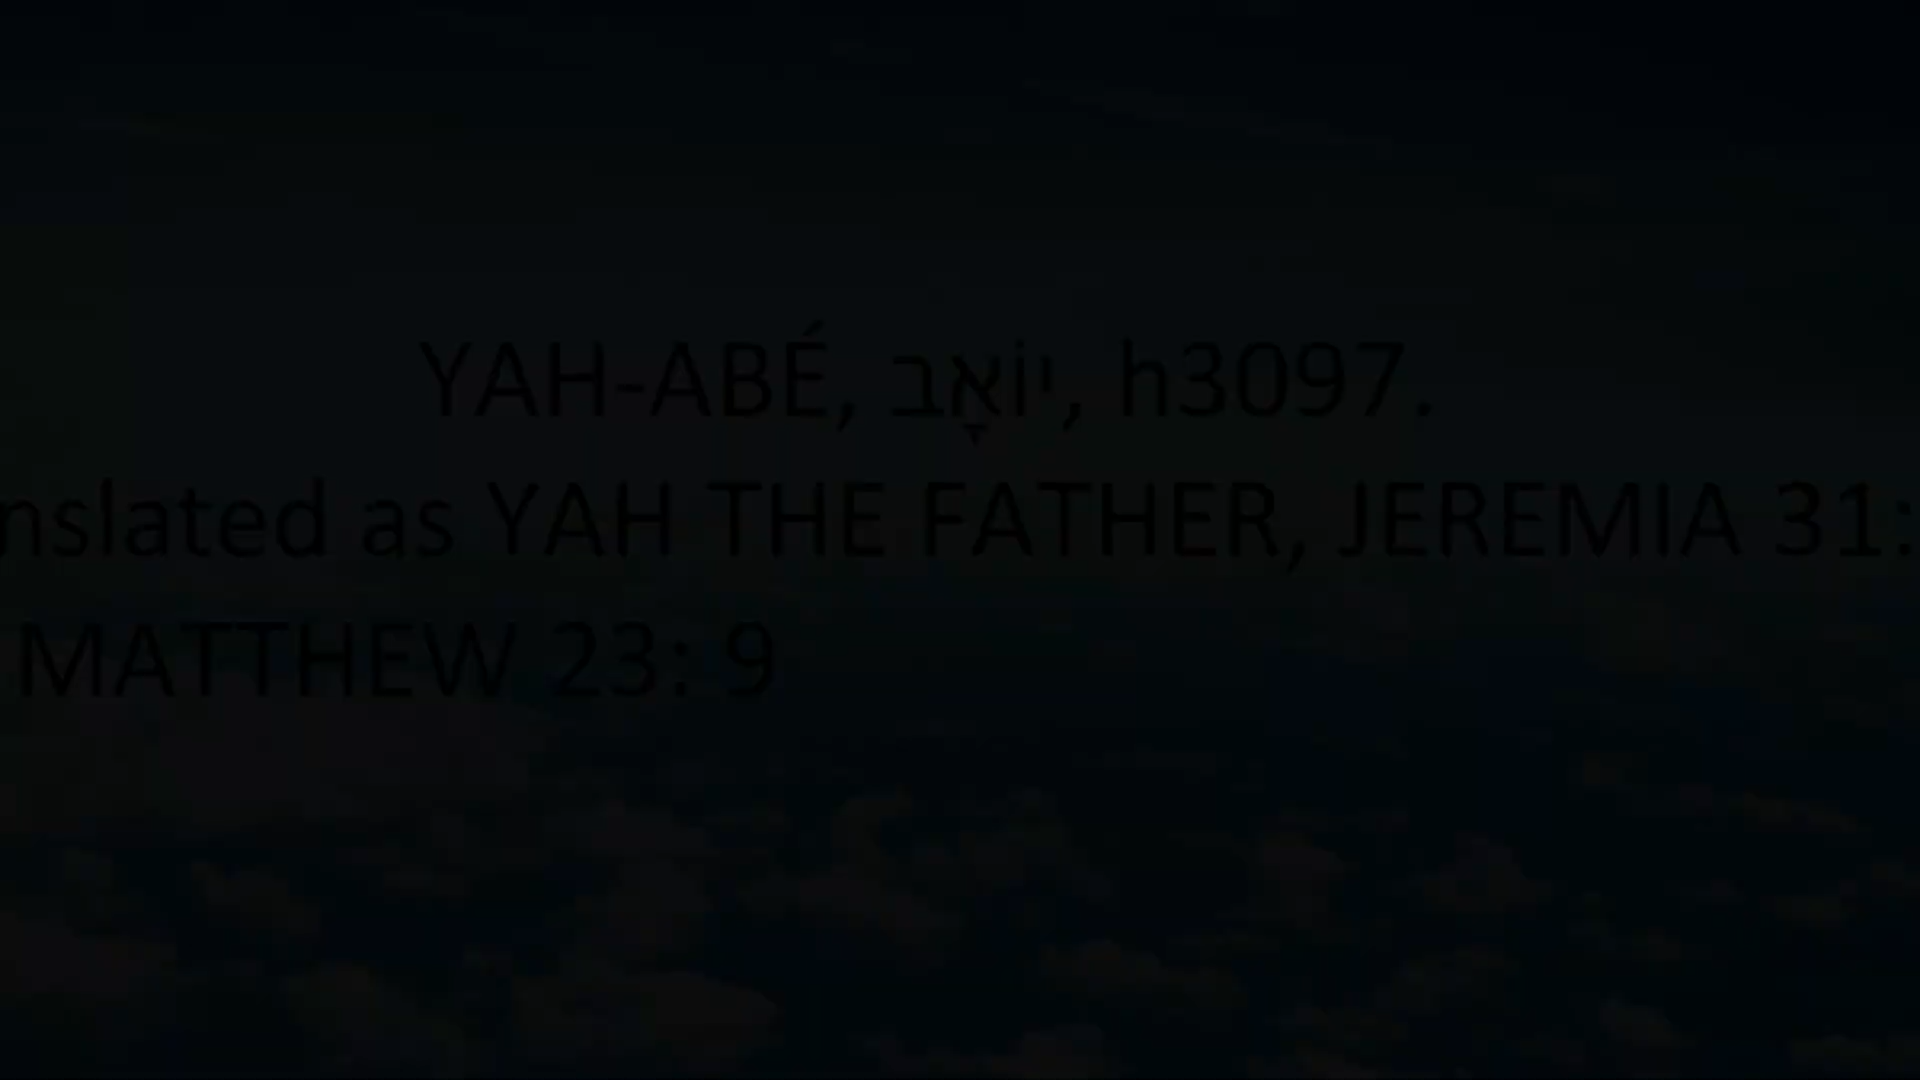 YAH-ABÉ, יוֹאָב, h3097.
nslated as YAH THE FATHER, JEREMIA 31:
MATTHEW 23: 9